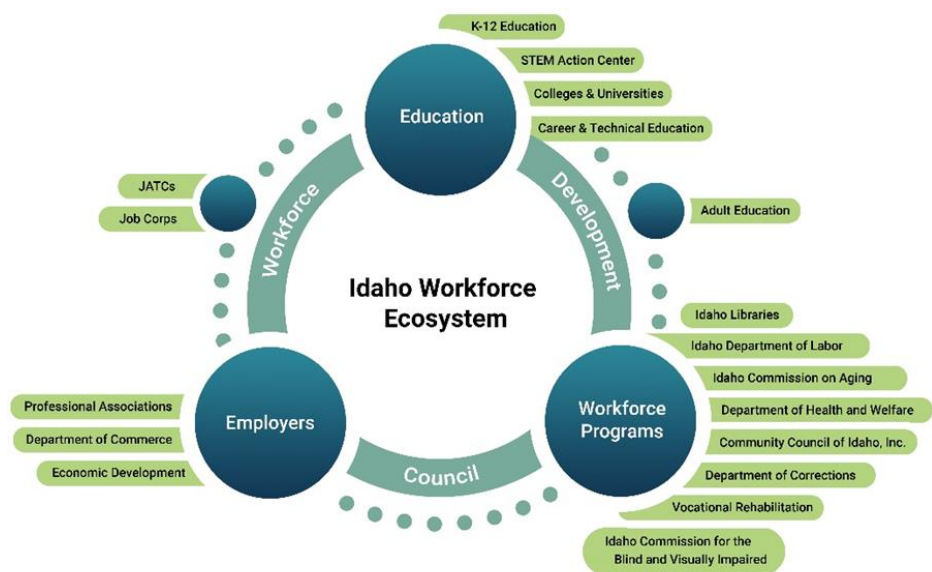 K-12 Education
STEM Action Center
Colleges & Universities
Career & Technical Education
Education
JATCs
Job Corps
Adult Education
Workforce
Development
Council
Idaho Workforce
Ecosystem
Employers
Professional Associations
Department of Commerce
Economic Development
Workforce
Programs
Idaho Libraries
Idaho Department of Labor
Idaho Commission on Aging
Department of Health and Welfare
Community Council of Idaho, Inc.
Department of Corrections
Vocational Rehabilitation
Idaho Commission for the
Blind and Visually Impaired